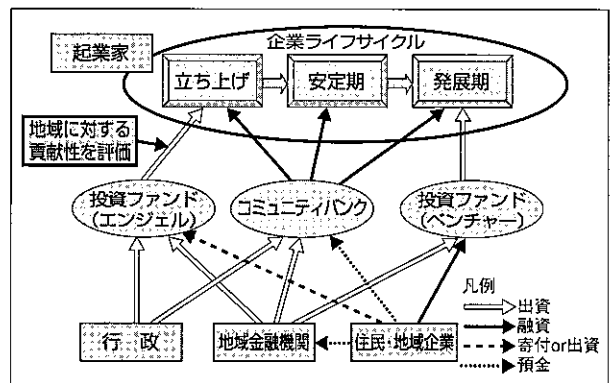 企業ライフサイクル
起業家
立ち上げ
安定期
発展期
地域に対する
貢献性を評価
投資ファンド
(エンジェル)
コミュニティバンク
投資ファンド
(ベンチャー)
凡例
出資
融資
寄付or出資
預金
行 政
地域金融機関
住民・地域企業